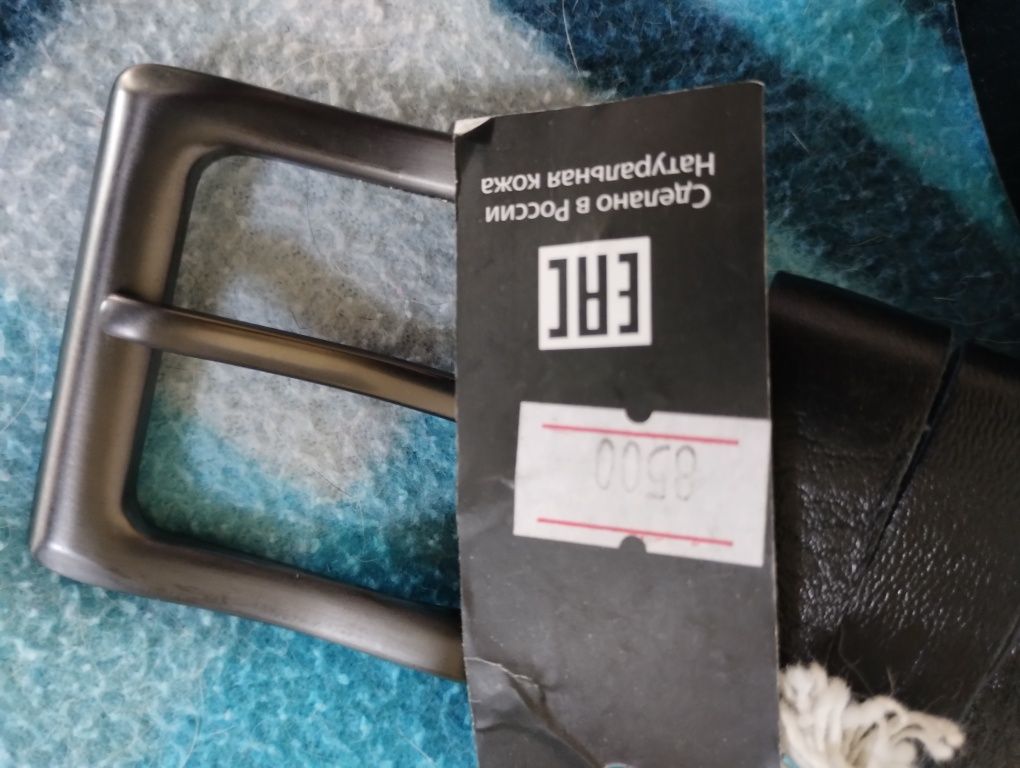 Натуральная кожа
Сделано в России
EAC
8500